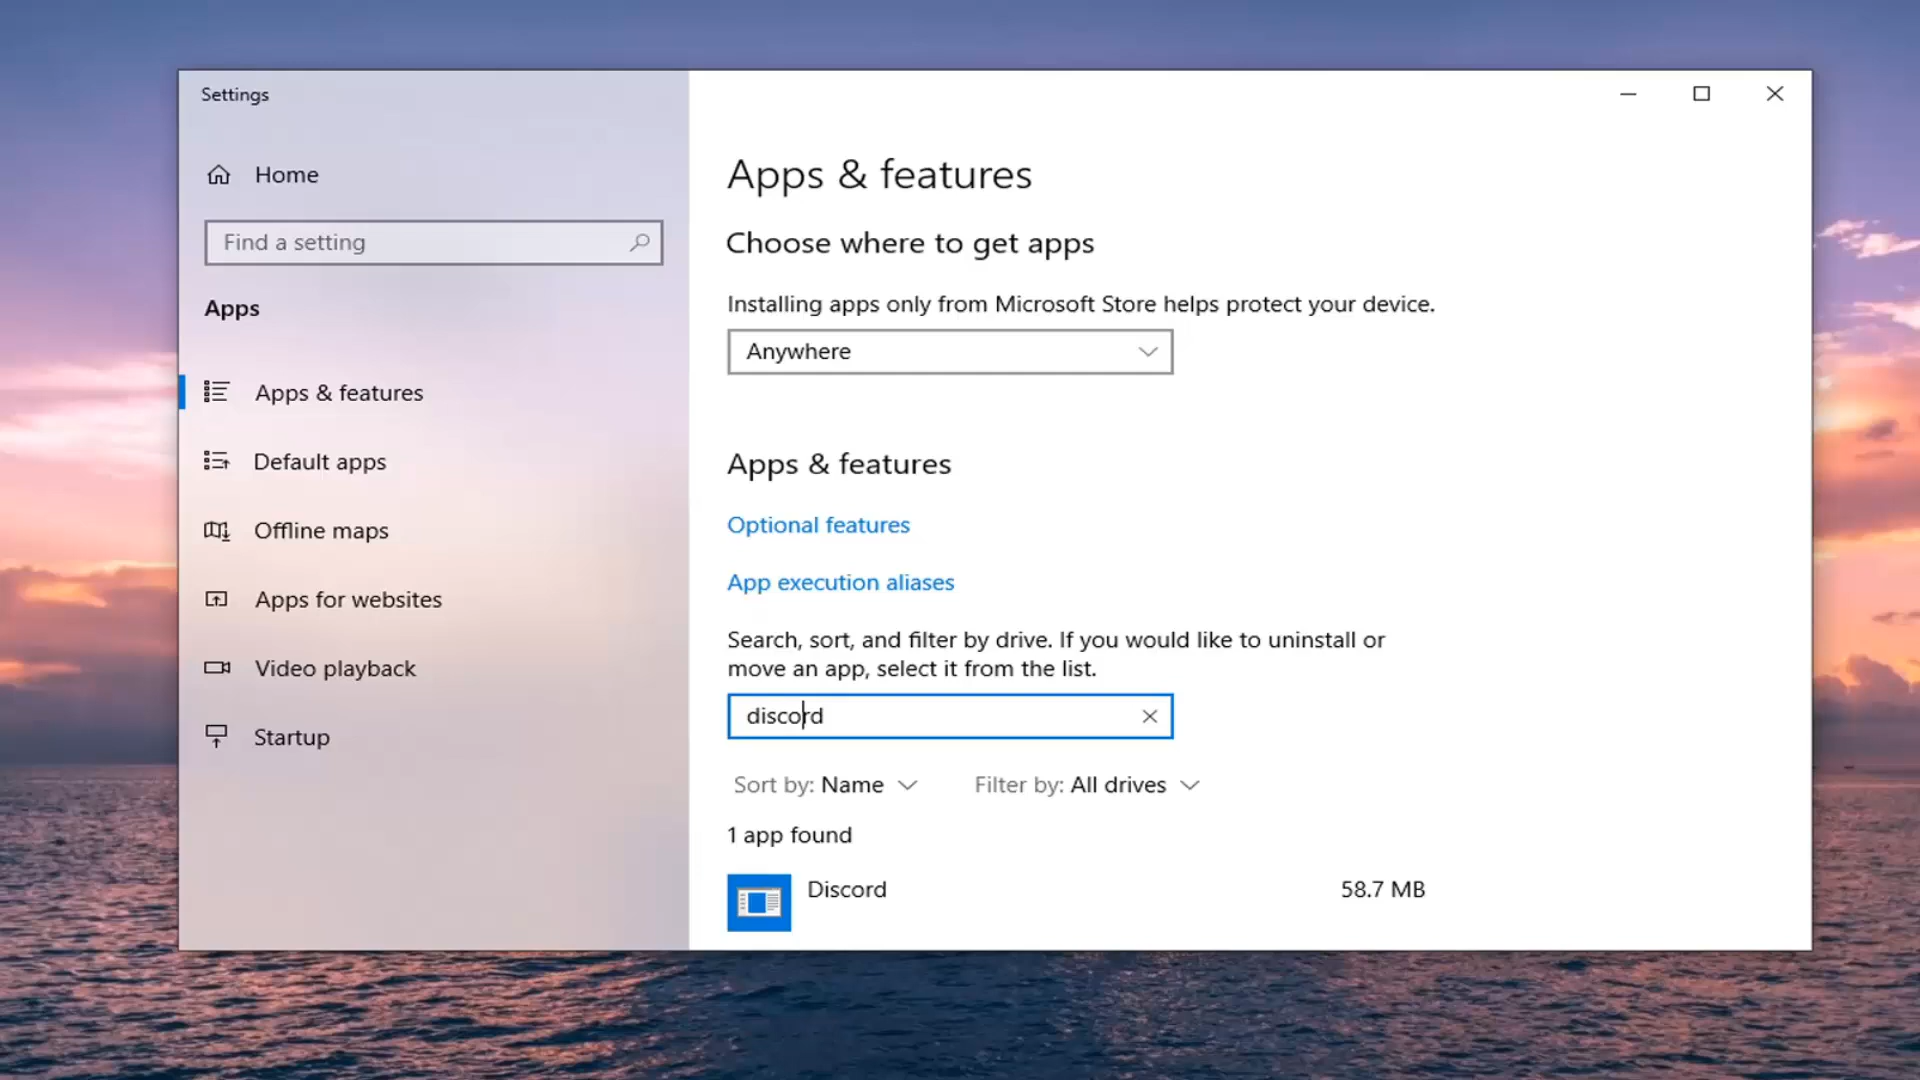 Settings
Home
Find a setting
Apps
Apps & features
Default apps
Offline maps
Apps for websites
Video playback
Startup
Apps & features
Choose where to get apps
Installing apps only from Microsoft Store helps protect your device.
Anywhere
Apps & features
Optional features
App execution aliases
Search, sort, and filter by drive. If you would like to uninstall or
move an app, select it from the list.
discord
Sort by: Name Filter by: All drives
1 app found
Discord 58.7 MB